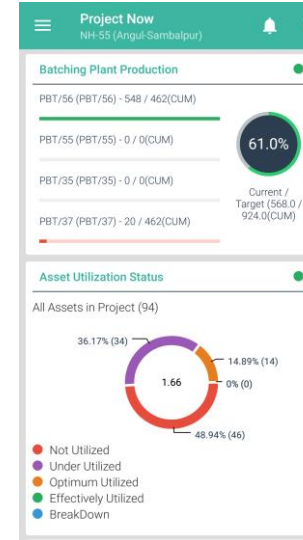 Project Now
NH-55 (Angul-Sambalpur)
Batching Plant Production
PBT/56 (PBT/56) - 548 / 462(CUM)
PBT/55 (PBT/55) - 0 / 0(CUM)
PBT/35 (PBT/35) - 0 / 0(CUM)
PBT/37 (PBT/37) - 20 / 462(CUM)
61.0%
Current /
Target (568.0 /
924.0(CUM)
Asset Utilization Status
All Assets in Project (94)
36.17% (34)
14.89% (14)
1.66
0% (0)
48.94% (46)
Not Utilized
Under Utilized
Optimum Utilized
Effectively Utilized
BreakDown